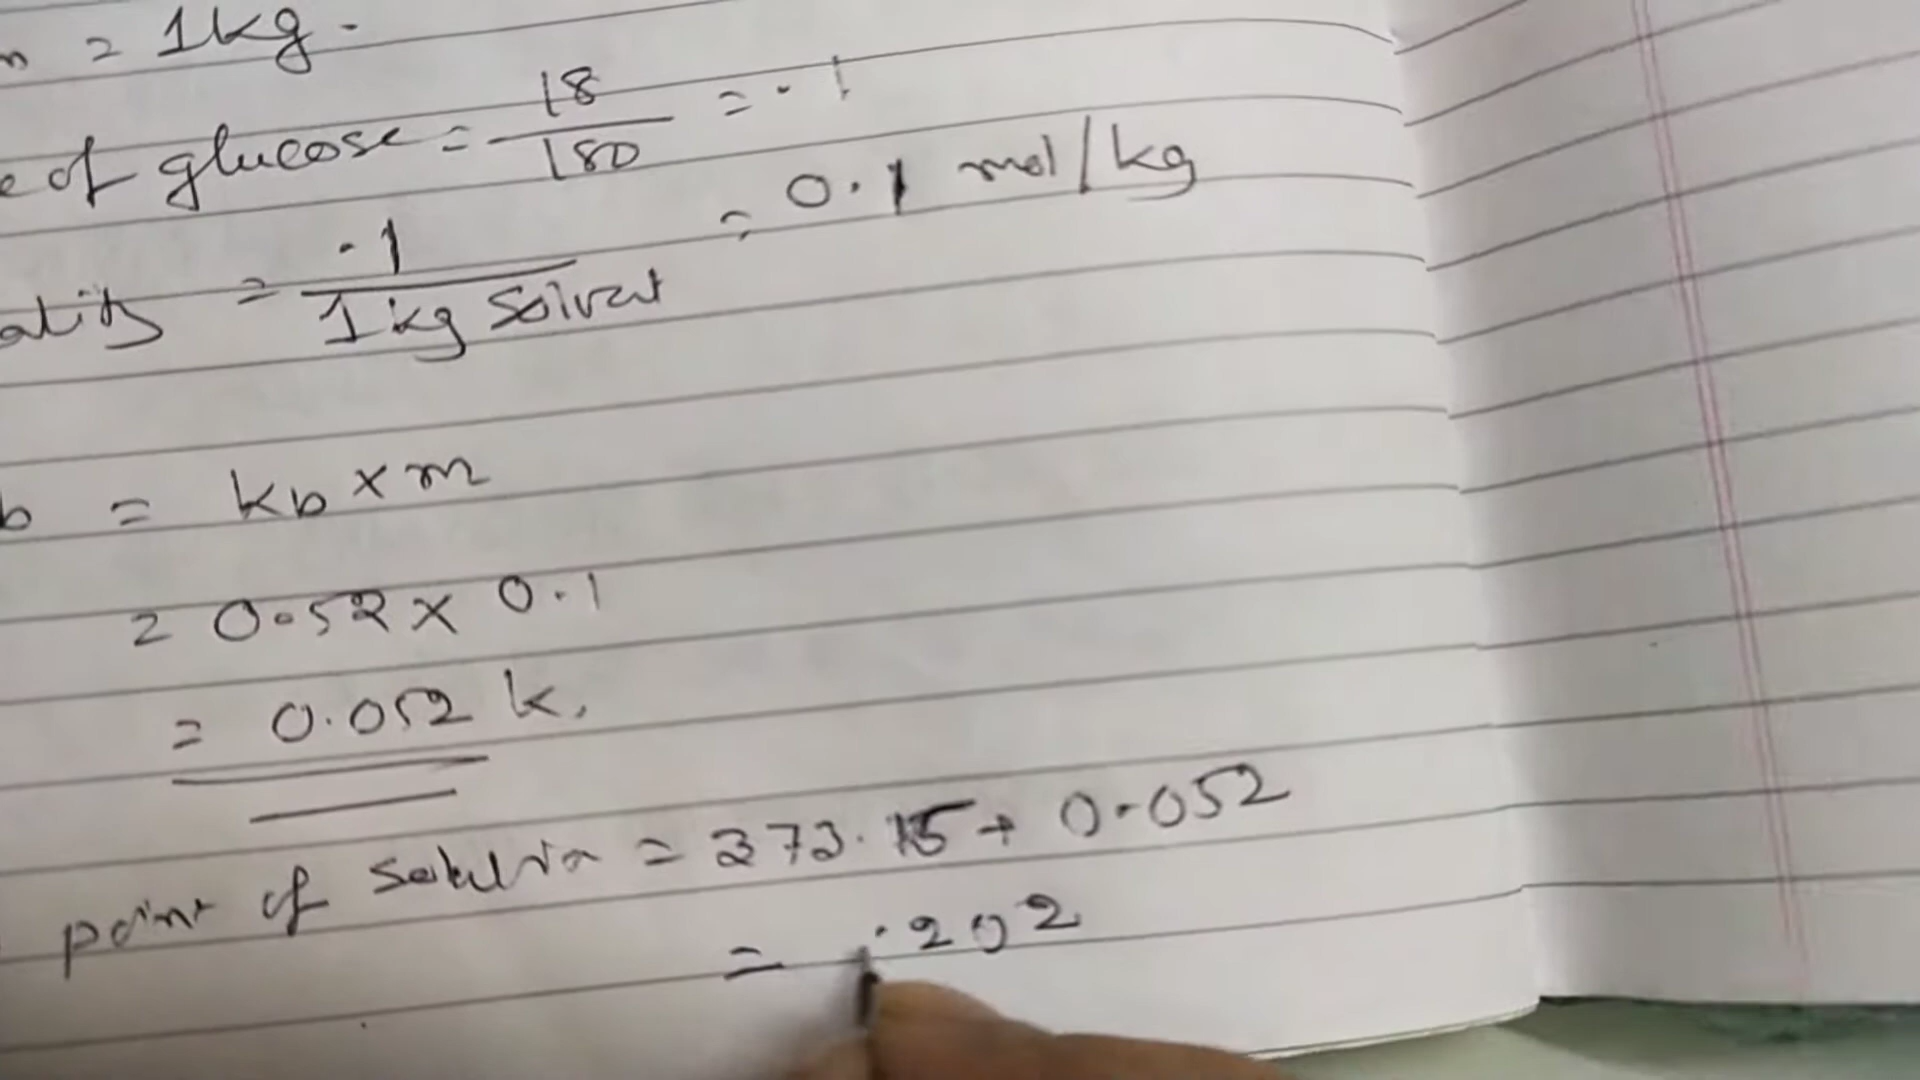 = 1kg.
e of glucose = 18/180 = .1
ality = .1/1kg solvent = 0.1 mol/kg
b = kb × m
= 0.52 × 0.1
= 0.052 k,
point of solution = 373.15 + 0.052
= .202